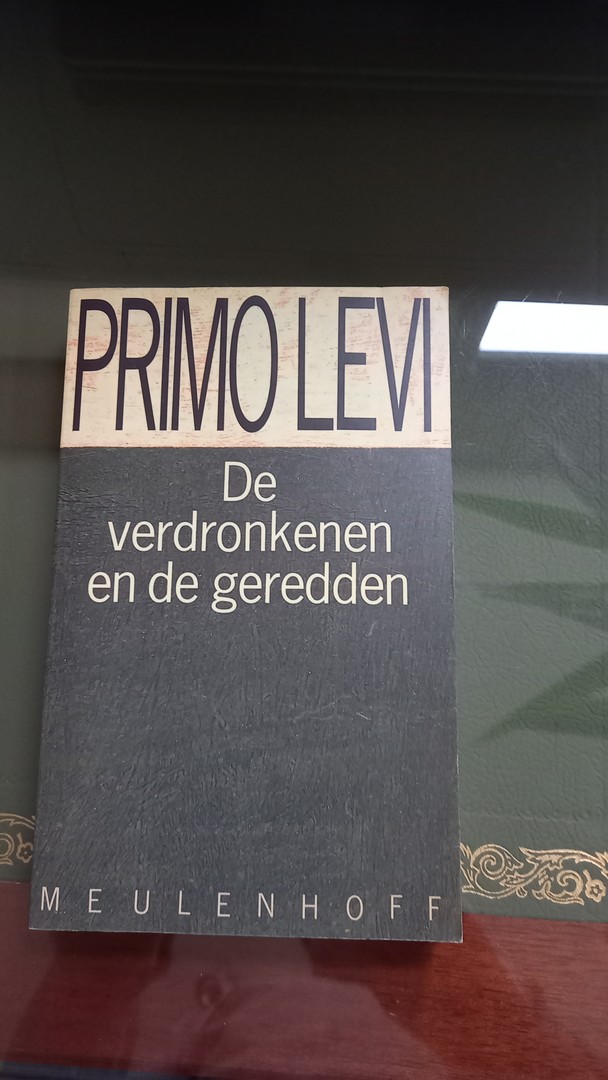 PRIMO LEVI
De
verdronkenen
en de geredden
MEULENHOFF